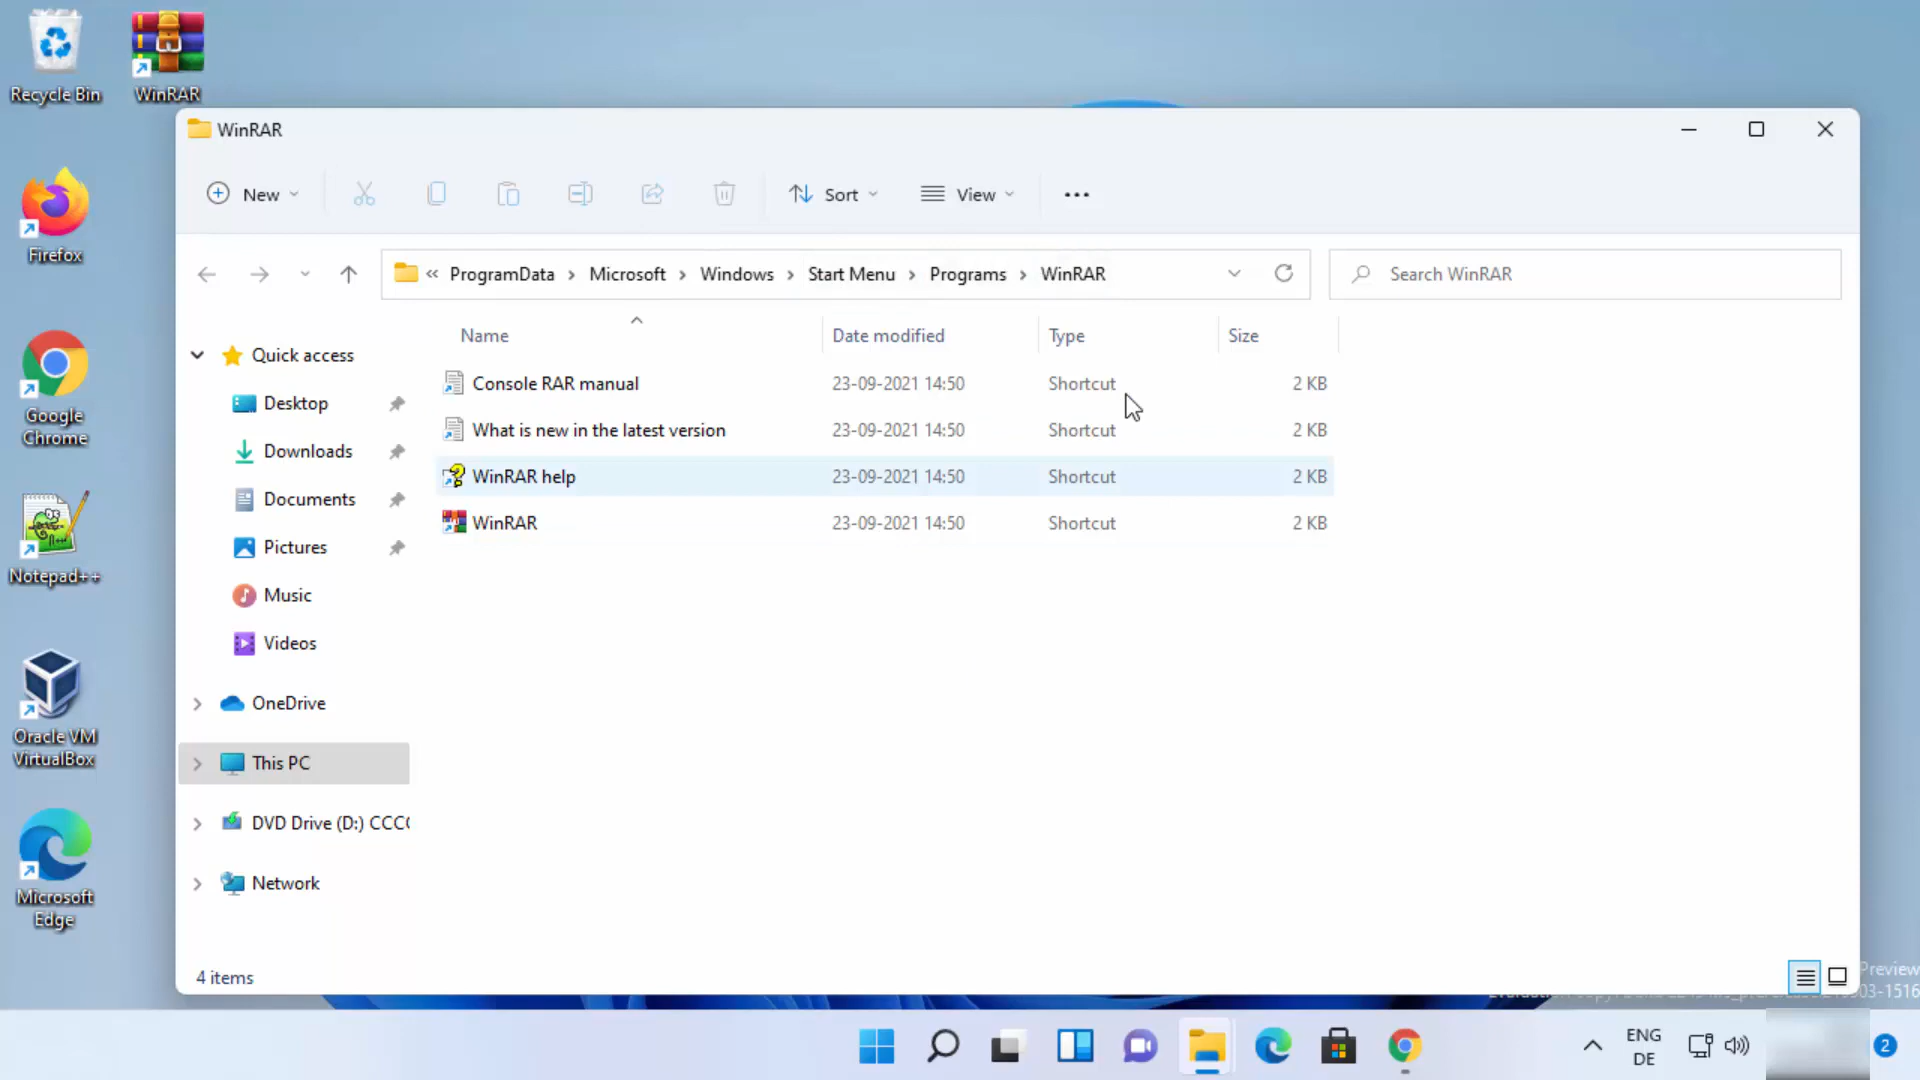 Recycle Bin
WinRAR
WinRAR
New
Sort
View
« ProgramData > Microsoft > Windows > Start Menu > Programs > WinRAR
Search WinRAR
Firefox
Google
Chrome
Notepad++
Oracle VM
VirtualBox
Microsoft
Edge
Quick access
Desktop
Downloads
Documents
Pictures
Music
Videos
OneDrive
This PC
DVD Drive (D:) CCC
Network
Name Date modified Type Size
Console RAR manual 23-09-2021 14:50 Shortcut 2 KB
What is new in the latest version 23-09-2021 14:50 Shortcut 2 KB
WinRAR help 23-09-2021 14:50 Shortcut 2 KB
WinRAR 23-09-2021 14:50 Shortcut 2 KB
4 items
Preview
03-1516
ENG
DE
2